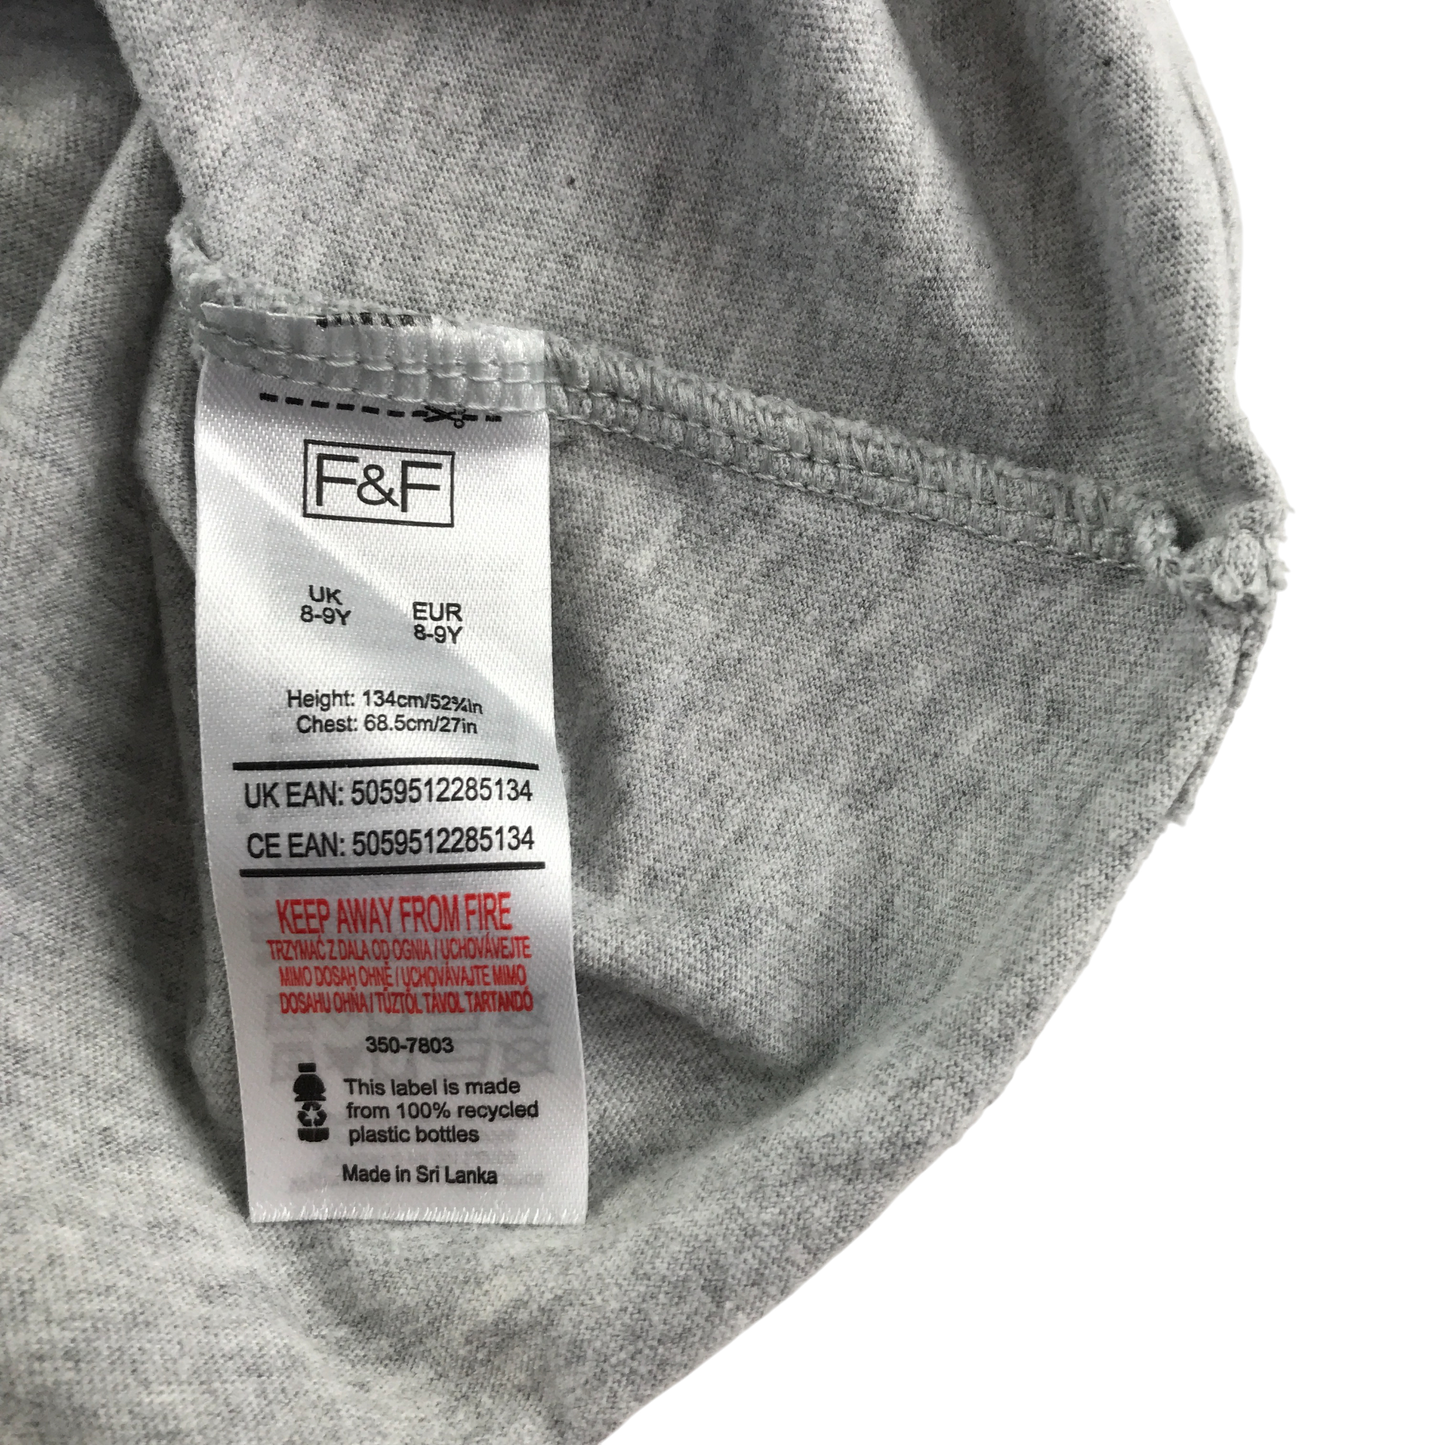 F&F
UK
8-9Y
EUR
8-9Y
Height: 134cm/52¾in
Chest: 68.5cm/27in
UK EAN: 5059512285134
CE EAN: 5059512285134
KEEP AWAY FROM FIRE
TRZYMAĆ Z DALA OD OGNIA / UCHOVÁVEJTE
MIMO DOSAH OHNĚ / UCHOVÁVAJTE MIMO
DOSAHU OHŇA / TŰZTŐL TÁVOL TARTANDÓ
350-7803
This label is made
from 100% recycled
plastic bottles
Made in Sri Lanka